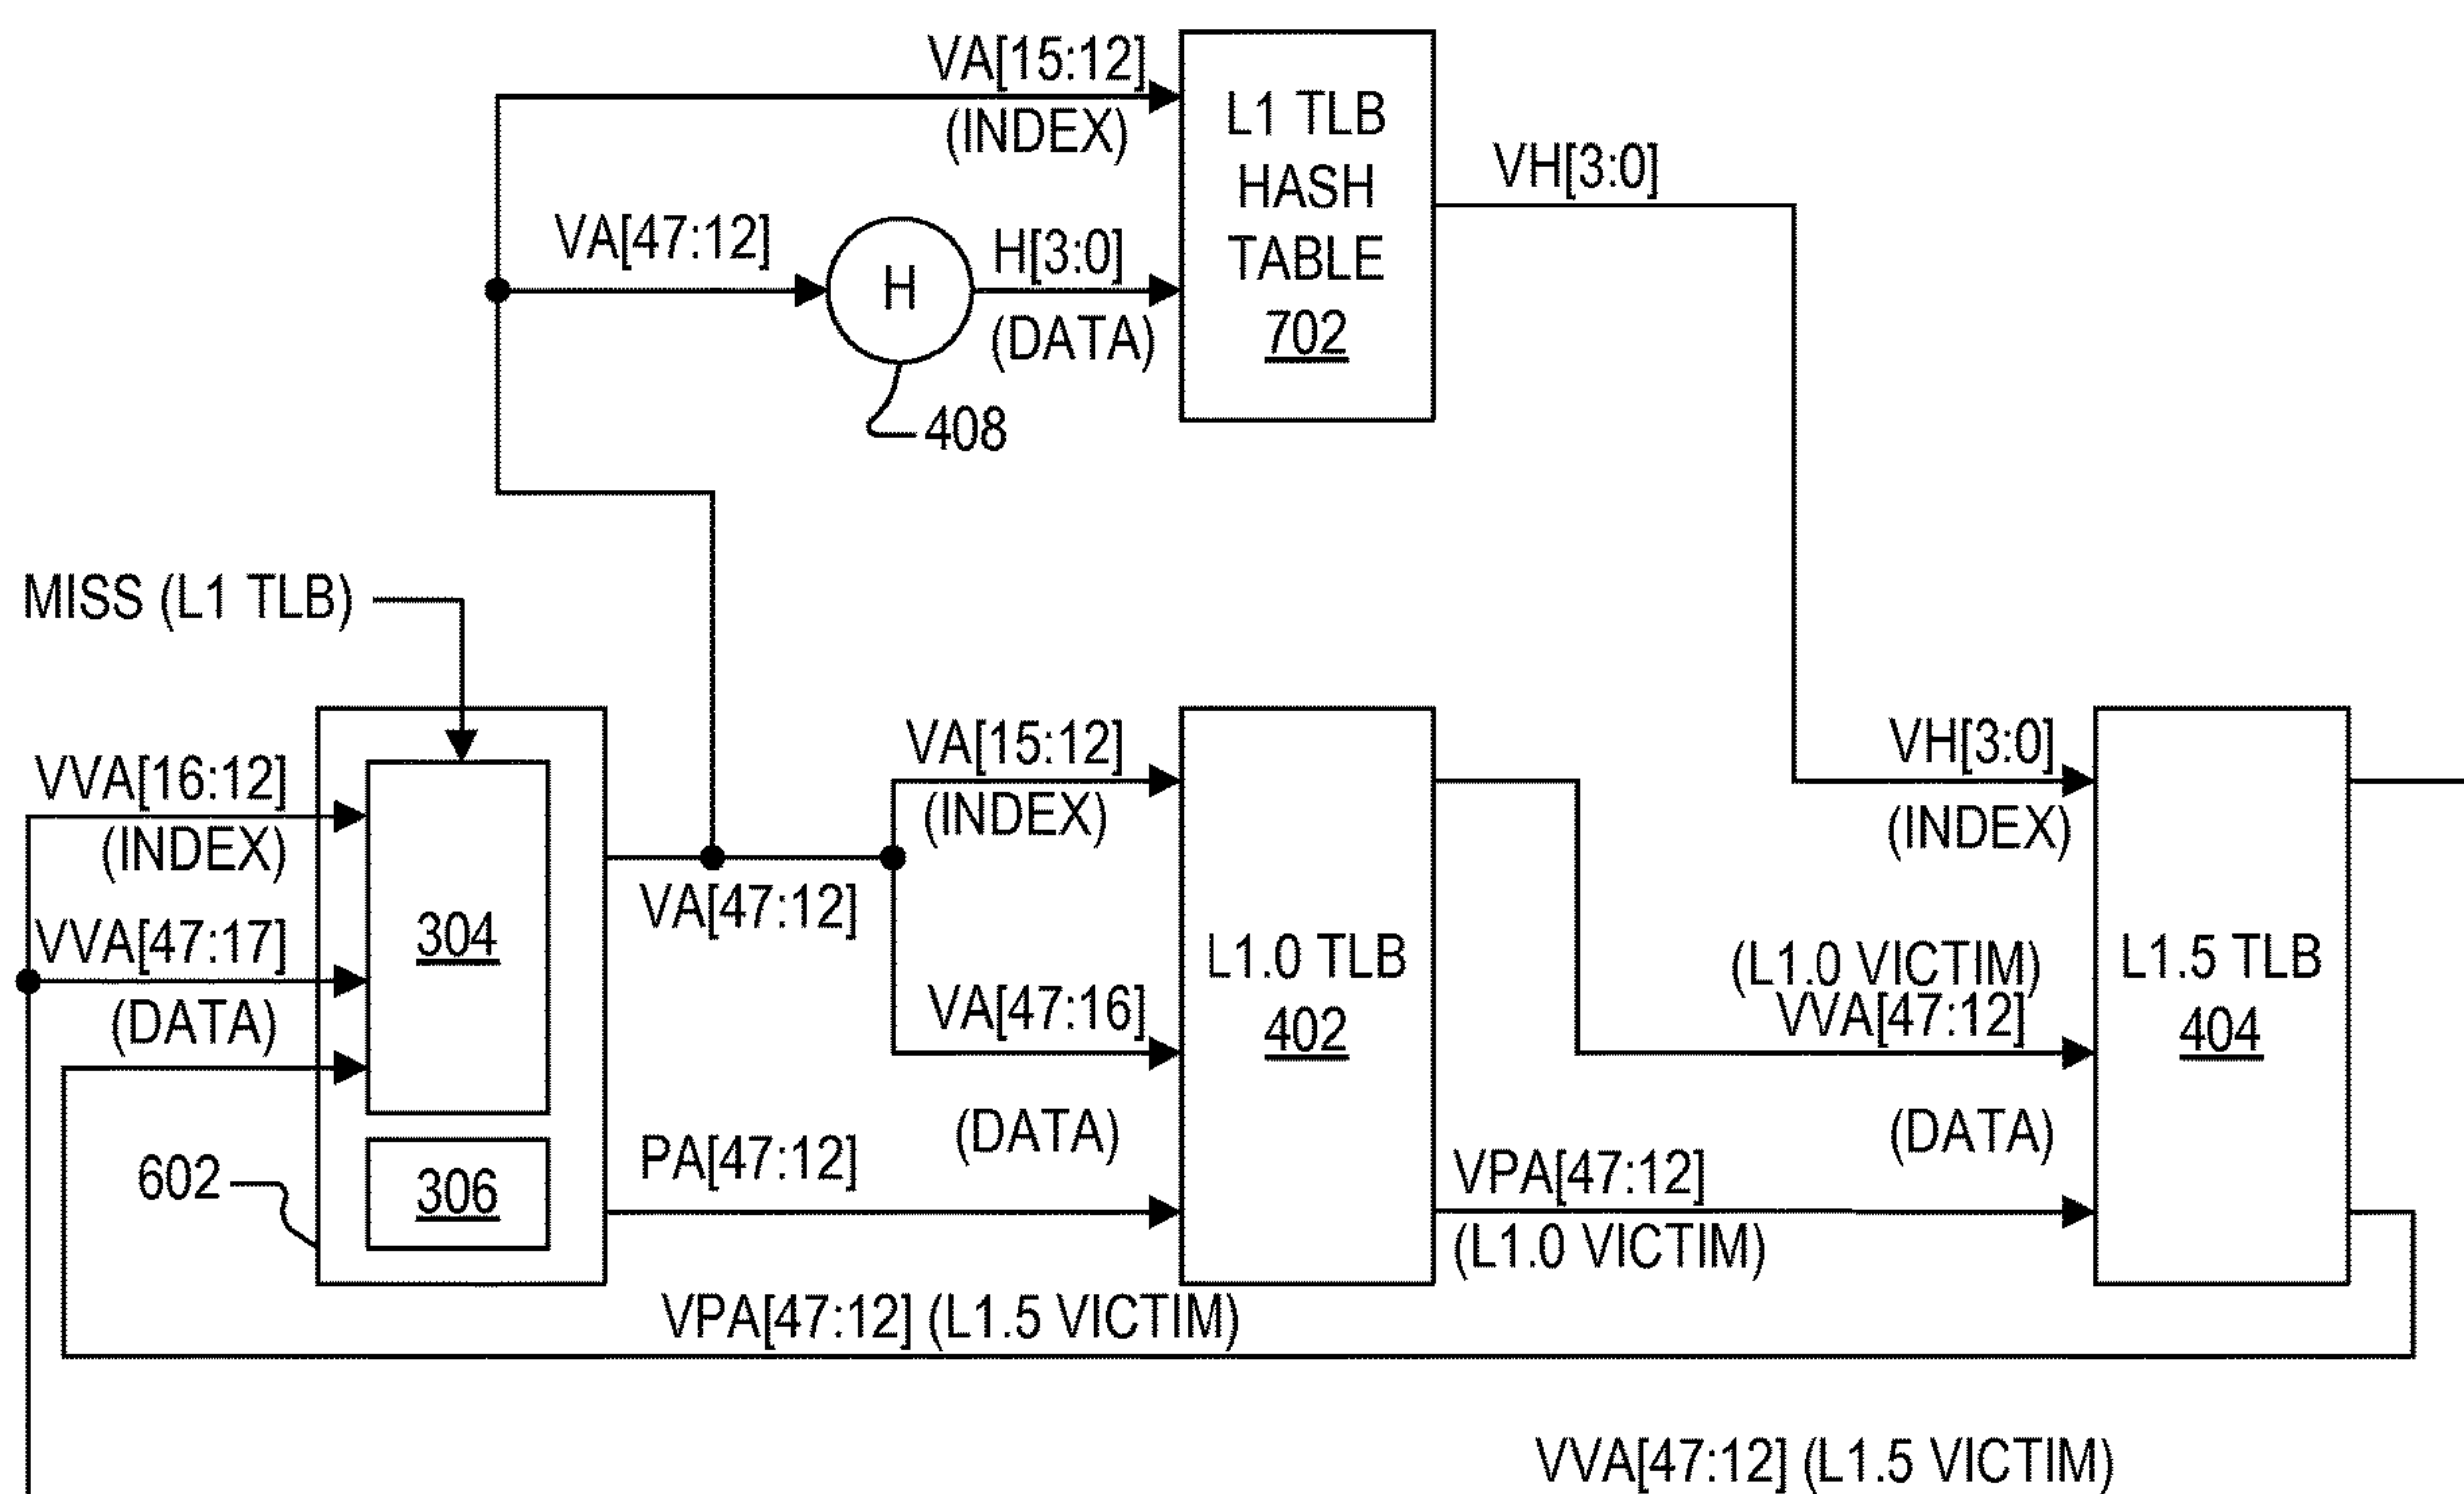 VA[15:12]
(INDEX)
L1 TLB
HASH
TABLE
702
VH[3:0]
VA[47:12]
H
H[3:0]
(DATA)
408
MISS (L1 TLB)
VVA[16:12]
(INDEX)
VVA[47:17]
(DATA)
304
306
602
VA[47:12]
PA[47:12]
VA[15:12]
(INDEX)
VA[47:16]
(DATA)
L1.0 TLB
402
VH[3:0]
(INDEX)
(L1.0 VICTIM)
VVA[47:12]
(DATA)
VPA[47:12]
(L1.0 VICTIM)
L1.5 TLB
404
VPA[47:12] (L1.5 VICTIM)
VVA[47:12] (L1.5 VICTIM)